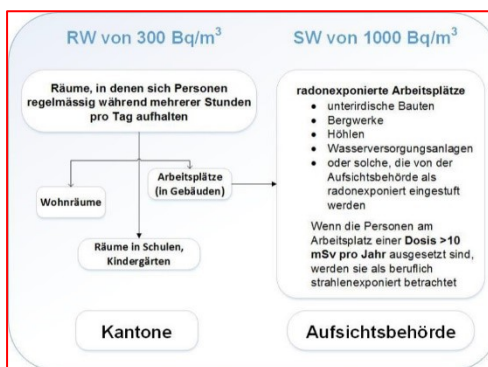 RW von 300 Bq/m³
SW von 1000 Bq/m³
Räume, in denen sich Personen
regelmässig während mehrerer Stunden
pro Tag aufhalten
Wohnräume
Arbeitsplätze
(in Gebäuden)
Räume in Schulen,
Kindergärten
Kantone
radonexponierte Arbeitsplätze
• unterirdische Bauten
• Bergwerke
• Höhlen
• Wasserversorgungsanlagen
• oder solche, die von der
Aufsichtsbehörde als
radonexponiert eingestuft
werden
Wenn die Personen am
Arbeitsplatz einer Dosis >10
mSv pro Jahr ausgesetzt sind,
werden sie als beruflich
strahlenexponiert betrachtet
Aufsichtsbehörde